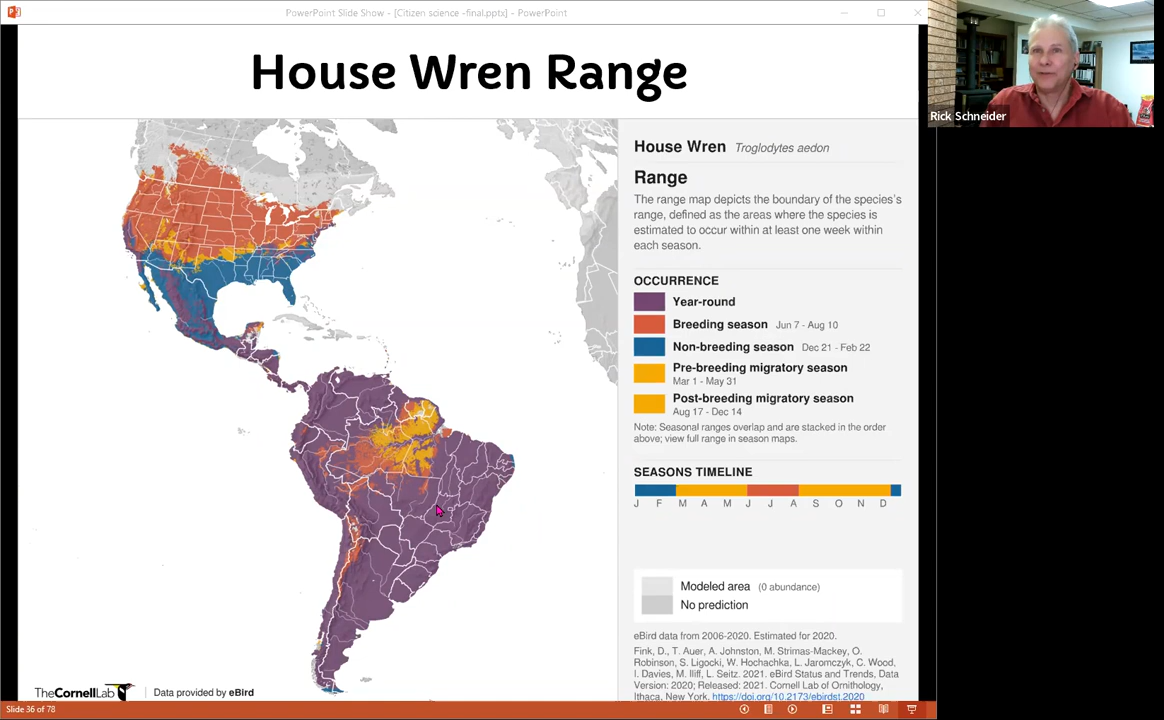 PowerPoint Slide Show - [Citizen science -final.pptx] - PowerPoint
House Wren Range
Rick Schneider
House Wren Troglodytes aedon
Range
The range map depicts the boundary of the species's
range, defined as the areas where the species is
estimated to occur within at least one week within
each season.
OCCURRENCE
Year-round
Breeding season Jun 7 - Aug 10
Non-breeding season Dec 21 - Feb 22
Pre-breeding migratory season
Mar 1 - May 31
Post-breeding migratory season
Aug 17 - Dec 14
Note: Seasonal ranges overlap and are stacked in the order
above; view full range in season maps.
SEASONS TIMELINE
J F M A M J J A S O N D
Modeled area (0 abundance)
No prediction
eBird data from 2006-2020. Estimated for 2020.
Fink, D., T. Auer, A. Johnston, M. Strimas-Mackey, O.
Robinson, S. Ligocki, W. Hochachka, L. Jaromczyk, C. Wood,
I. Davies, M. Iliff, L. Seitz. 2021. eBird Status and Trends, Data
Version: 2020; Released: 2021. Cornell Lab of Ornithology,
Ithaca, New York. https://doi.org/10.2173/ebirdst.2020
TheCornellLab Data provided by eBird
Slide 36 of 78